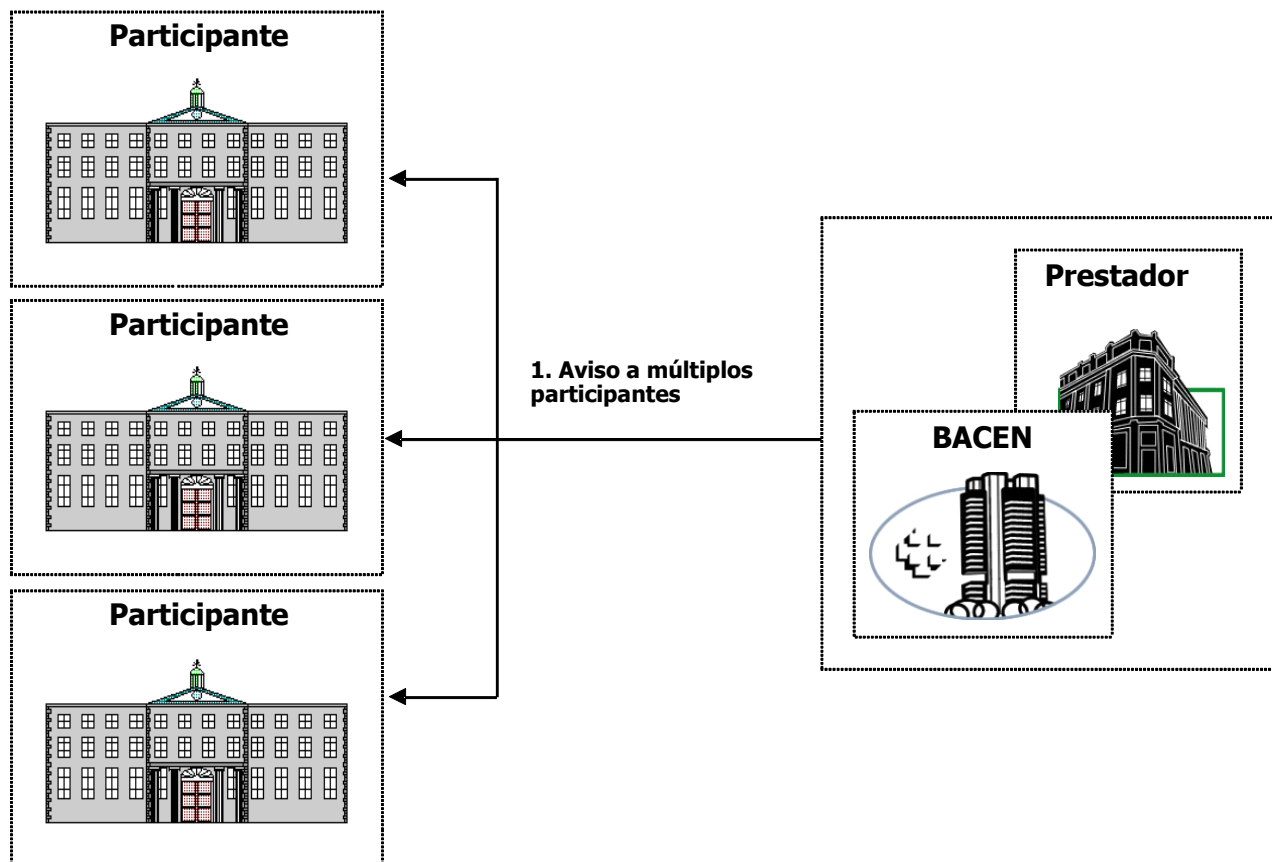 Participante
Participante
Participante
1. Aviso a múltiplos
participantes
Prestador
BACEN